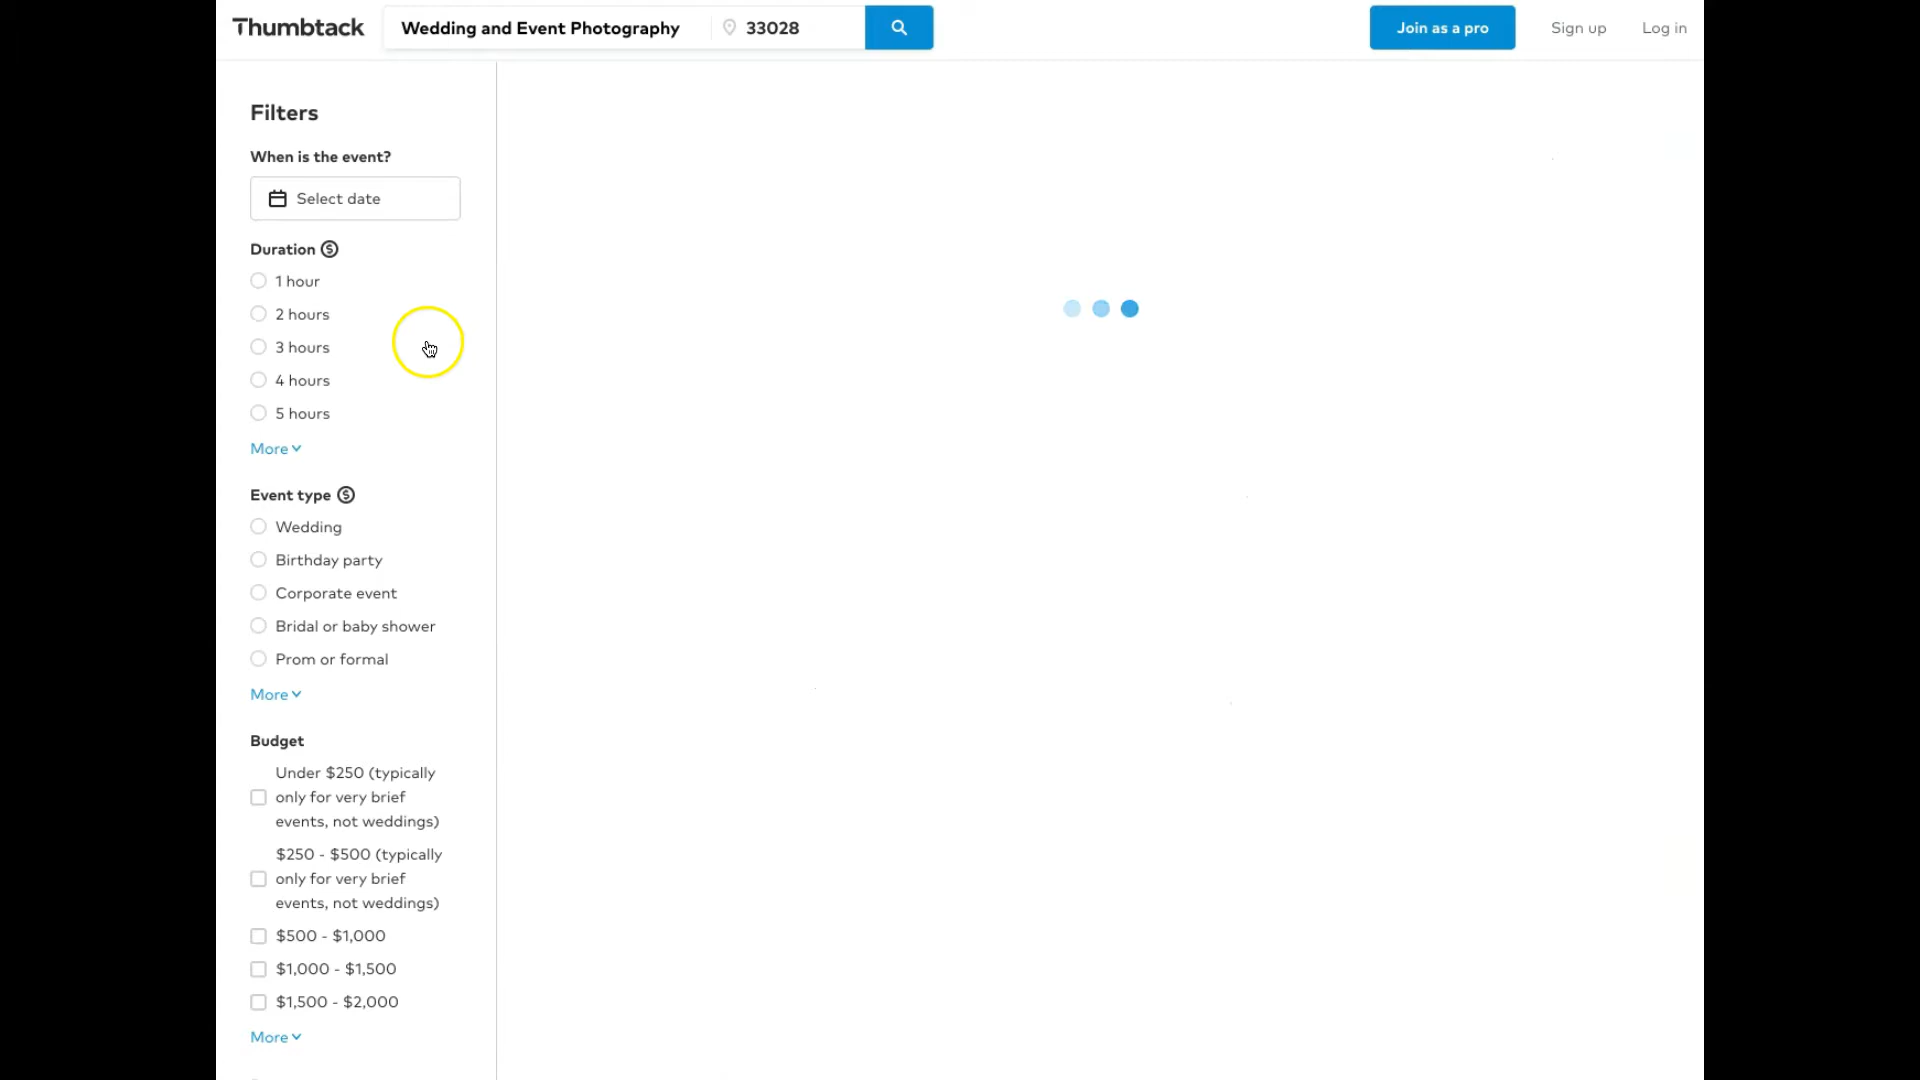 Thumbtack
Wedding and Event Photography
33028
Join as a pro
Sign up
Log in
Filters
When is the event?
Select date
Duration
1 hour
2 hours
3 hours
4 hours
5 hours
More
Event type
Wedding
Birthday party
Corporate event
Bridal or baby shower
Prom or formal
More
Budget
Under $250 (typically
only for very brief
events, not weddings)
$250 - $500 (typically
only for very brief
events, not weddings)
$500 - $1,000
$1,000 - $1,500
$1,500 - $2,000
More